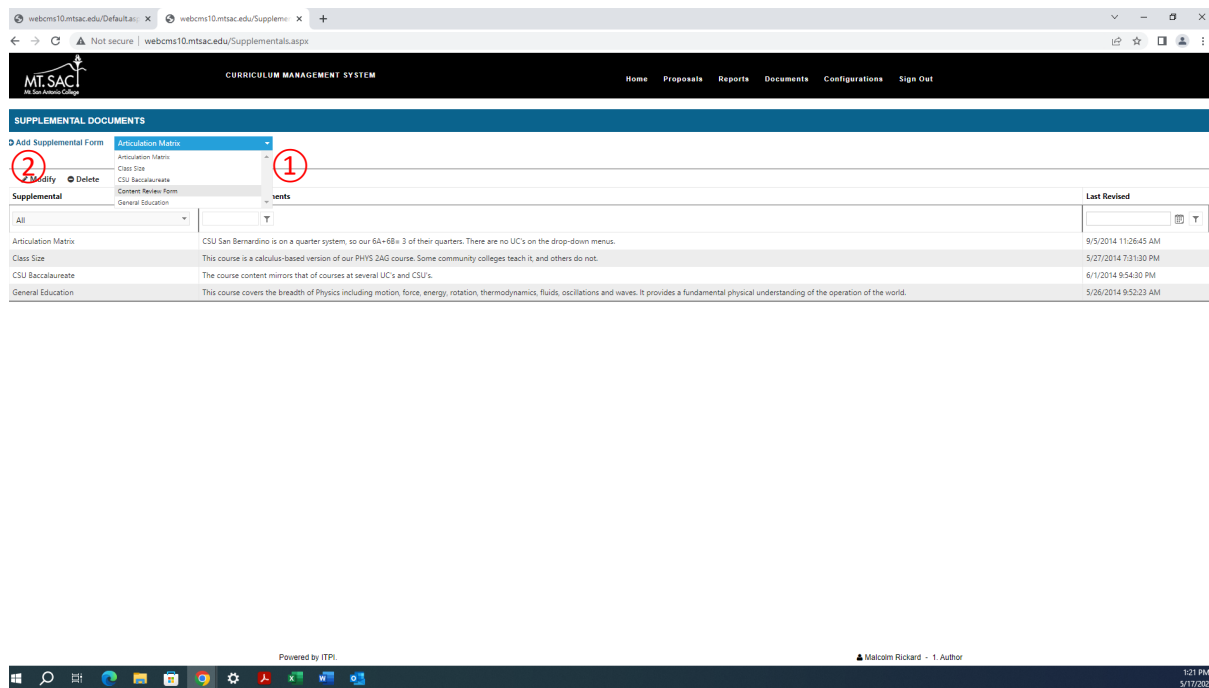 webcms10.mtsac.edu/Default.as
webcms10.mtsac.edu/Suppleme
Not secure | webcms10.mtsac.edu/Supplementals.aspx
MT. SAC
Mt. San Antonio College
CURRICULUM MANAGEMENT SYSTEM
Home Proposals Reports Documents Configurations Sign Out
SUPPLEMENTAL DOCUMENTS
Add Supplemental Form
Articulation Matrix
Articulation Matrix
Class Size
CSU Baccalaureate
Content Review Form
General Education
1
2
Modify Delete
Supplemental ments Last Revised
All
Articulation Matrix CSU San Bernardino is on a quarter system, so our 6A+6B= 3 of their quarters. There are no UC's on the drop-down menus. 9/5/2014 11:26:45 AM
Class Size This course is a calculus-based version of our PHYS 2AG course. Some community colleges teach it, and others do not. 5/27/2014 7:31:30 PM
CSU Baccalaureate The course content mirrors that of courses at several UC's and CSU's. 6/1/2014 9:54:30 PM
General Education This course covers the breadth of Physics including motion, force, energy, rotation, thermodynamics, fluids, oscillations and waves. It provides a fundamental physical understanding of the operation of the world. 5/26/2014 9:52:23 AM
Powered by ITPI.
Malcolm Rickard - 1. Author
1:21 PM
5/17/202